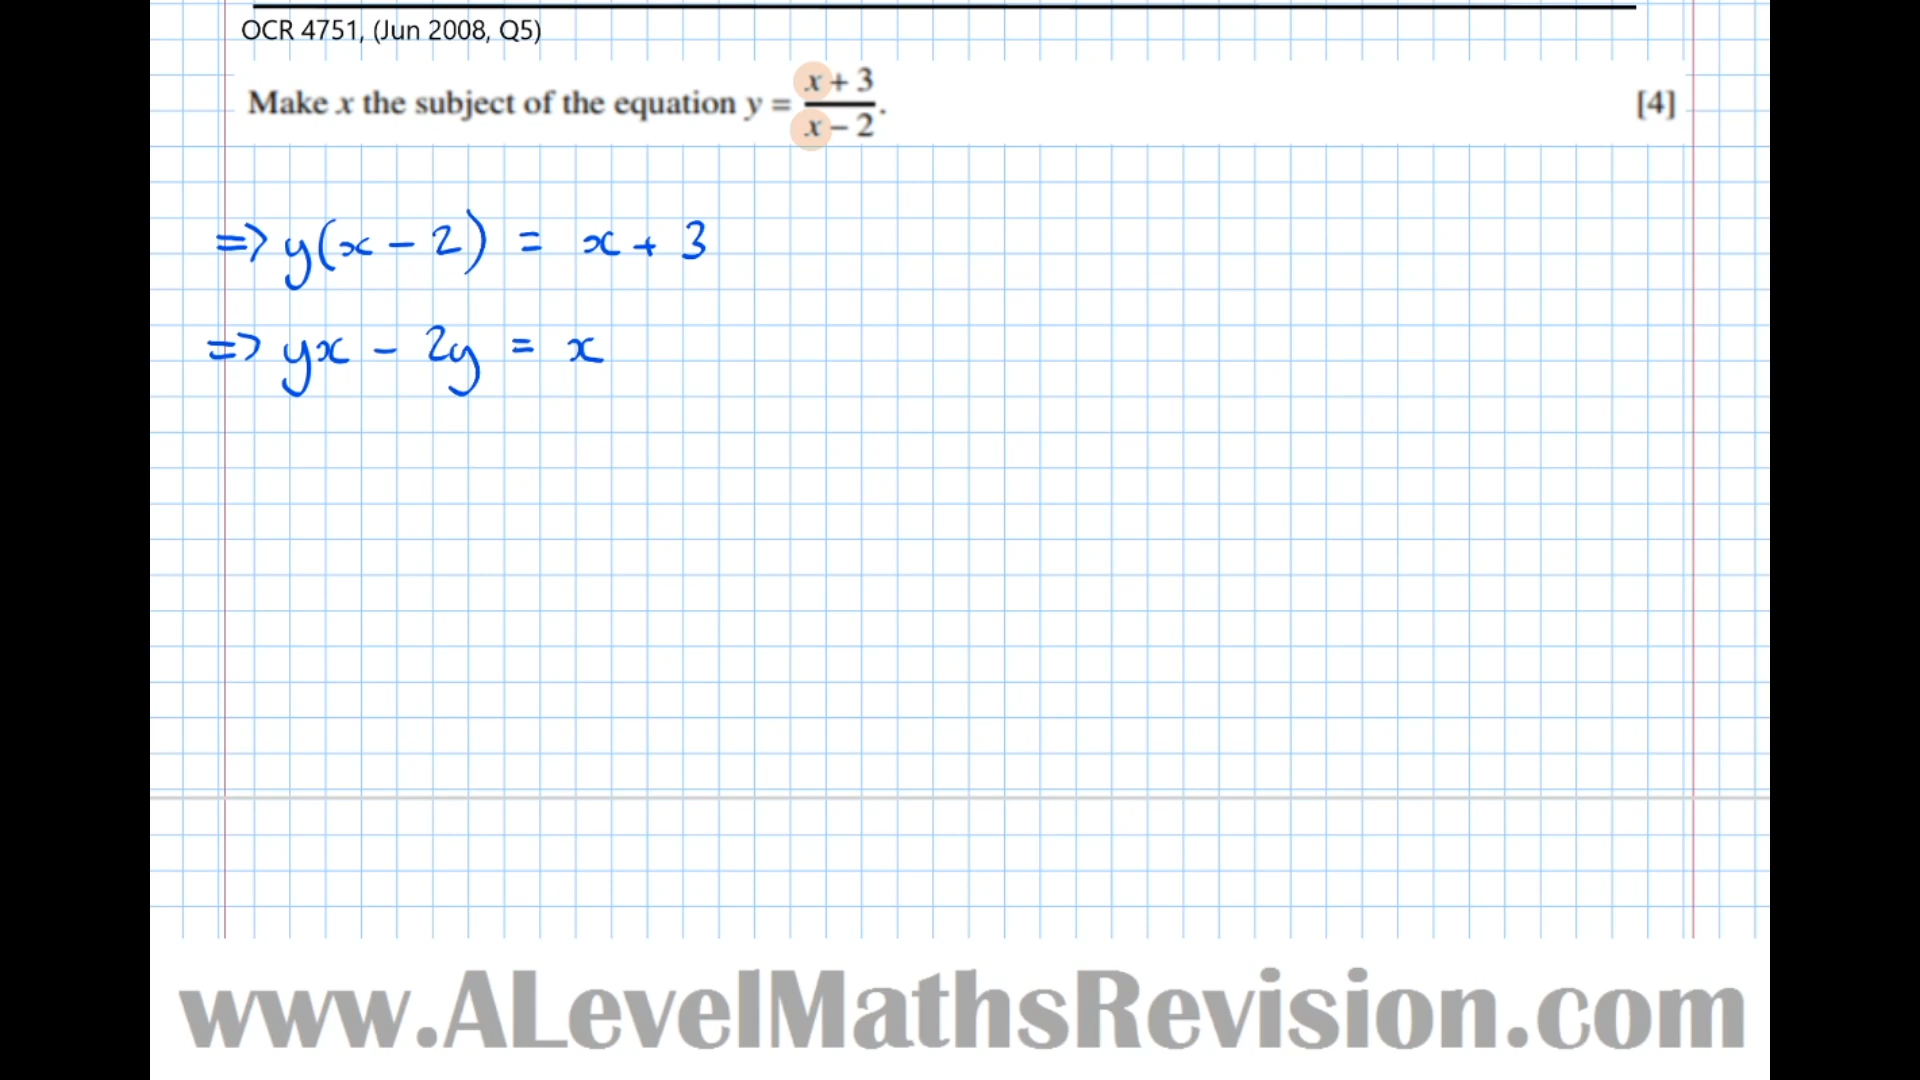 OCR 4751, (Jun 2008, Q5)
Make x the subject of the equation y = (x + 3)/(x − 2). [4]
=> y(x − 2) = x + 3
=> yx − 2y = x
www.ALevelMathsRevision.com